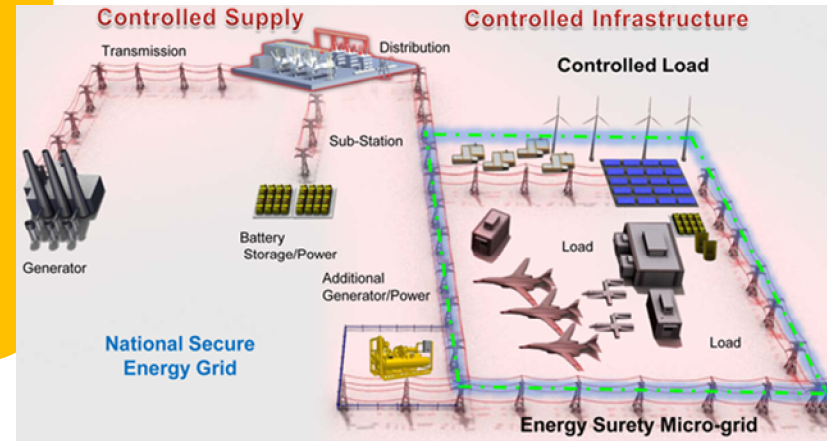 Controlled Supply
Controlled Infrastructure
Transmission
Distribution
Controlled Load
Sub-Station
Battery
Storage/Power
Generator
Load
Additional
Generator/Power
National Secure
Energy Grid
Load
Energy Surety Micro-grid